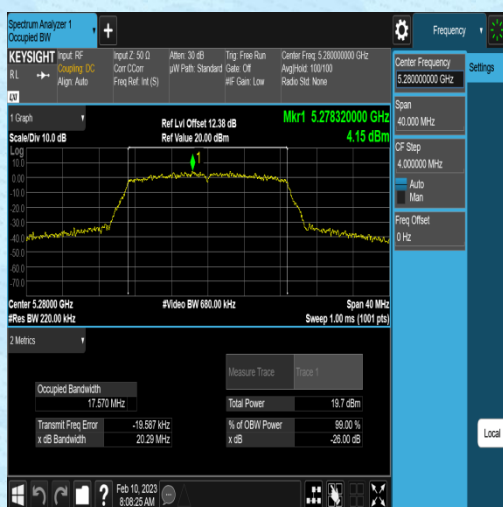 Spectrum Analyzer 1
Occupied BW
Frequency
KEYSIGHT
Input: RF
Coupling: DC
Align: Auto
RL
LXI
Input Z: 50 Ω
Corr CCorr
Freq Ref: Int (S)
Atten: 30 dB
µW Path: Standard
Trig: Free Run
Gate: Off
#IF Gain: Low
Center Freq: 5.280000000 GHz
Avg|Hold: 100/100
Radio Std: None
Center Frequency
5.280000000 GHz
Settings
Span
40.000 MHz
CF Step
4.000000 MHz
Auto
Man
Freq Offset
0 Hz
1 Graph
Scale/Div 10.0 dB
Ref Lvl Offset 12.38 dB
Ref Value 20.00 dBm
Mkr1 5.278320000 GHz
4.15 dBm
Log
10.0
0.00
-10.0
-20.0
-30.0
-40.0
-50.0
-60.0
-70.0
1
Center 5.28000 GHz
#Res BW 220.00 kHz
#Video BW 680.00 kHz
Span 40 MHz
Sweep 1.00 ms (1001 pts)
2 Metrics
Measure Trace
Trace 1
Occupied Bandwidth
17.570 MHz
Total Power
19.7 dBm
Transmit Freq Error
-19.587 kHz
% of OBW Power
99.00 %
x dB Bandwidth
20.29 MHz
x dB
-26.00 dB
Local
Feb 10, 2023
8:08:25 AM